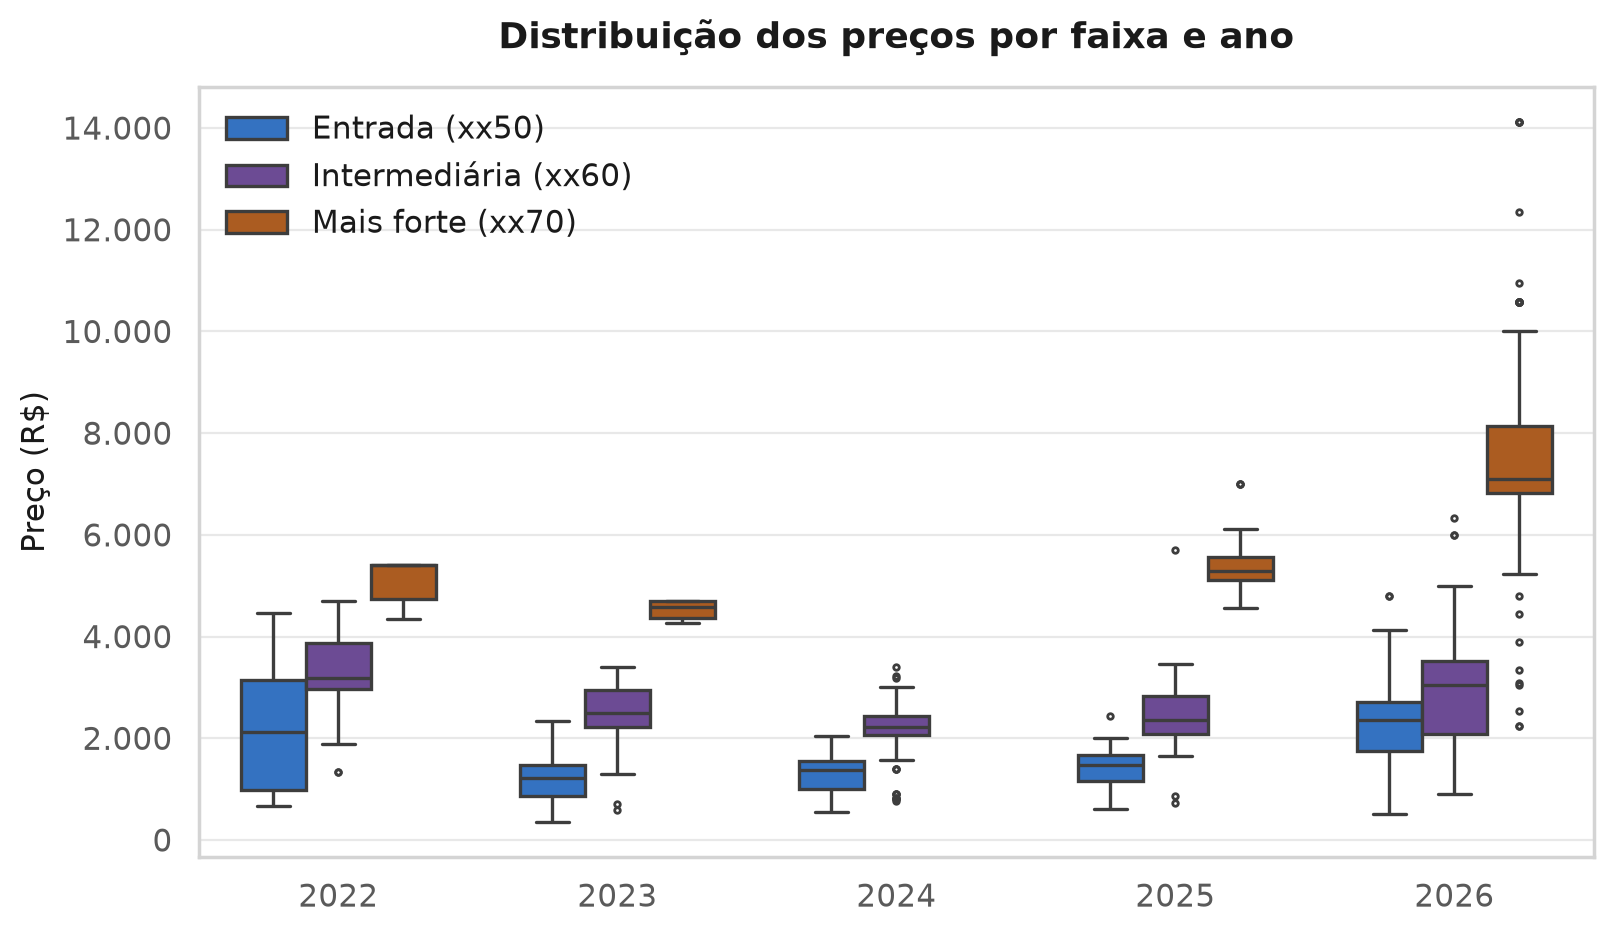 Distribuição dos preços por faixa e ano
Entrada (xx50)
Intermediária (xx60)
Mais forte (xx70)
Preço (R$)
14.000
12.000
10.000
8.000
6.000
4.000
2.000
0
2022 2023 2024 2025 2026